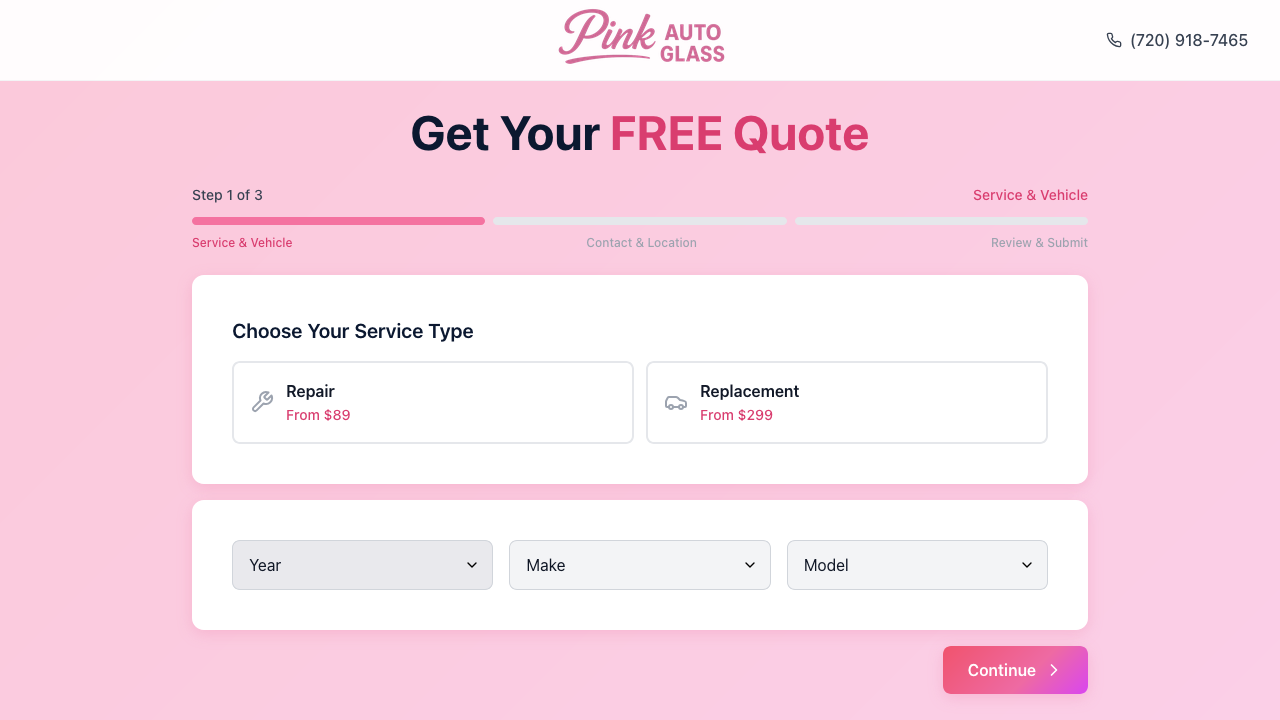 Pink AUTO GLASS
(720) 918-7465
Get Your FREE Quote
Step 1 of 3
Service & Vehicle
Service & Vehicle
Contact & Location
Review & Submit
Choose Your Service Type
Repair
From $89
Replacement
From $299
Year
Make
Model
Continue